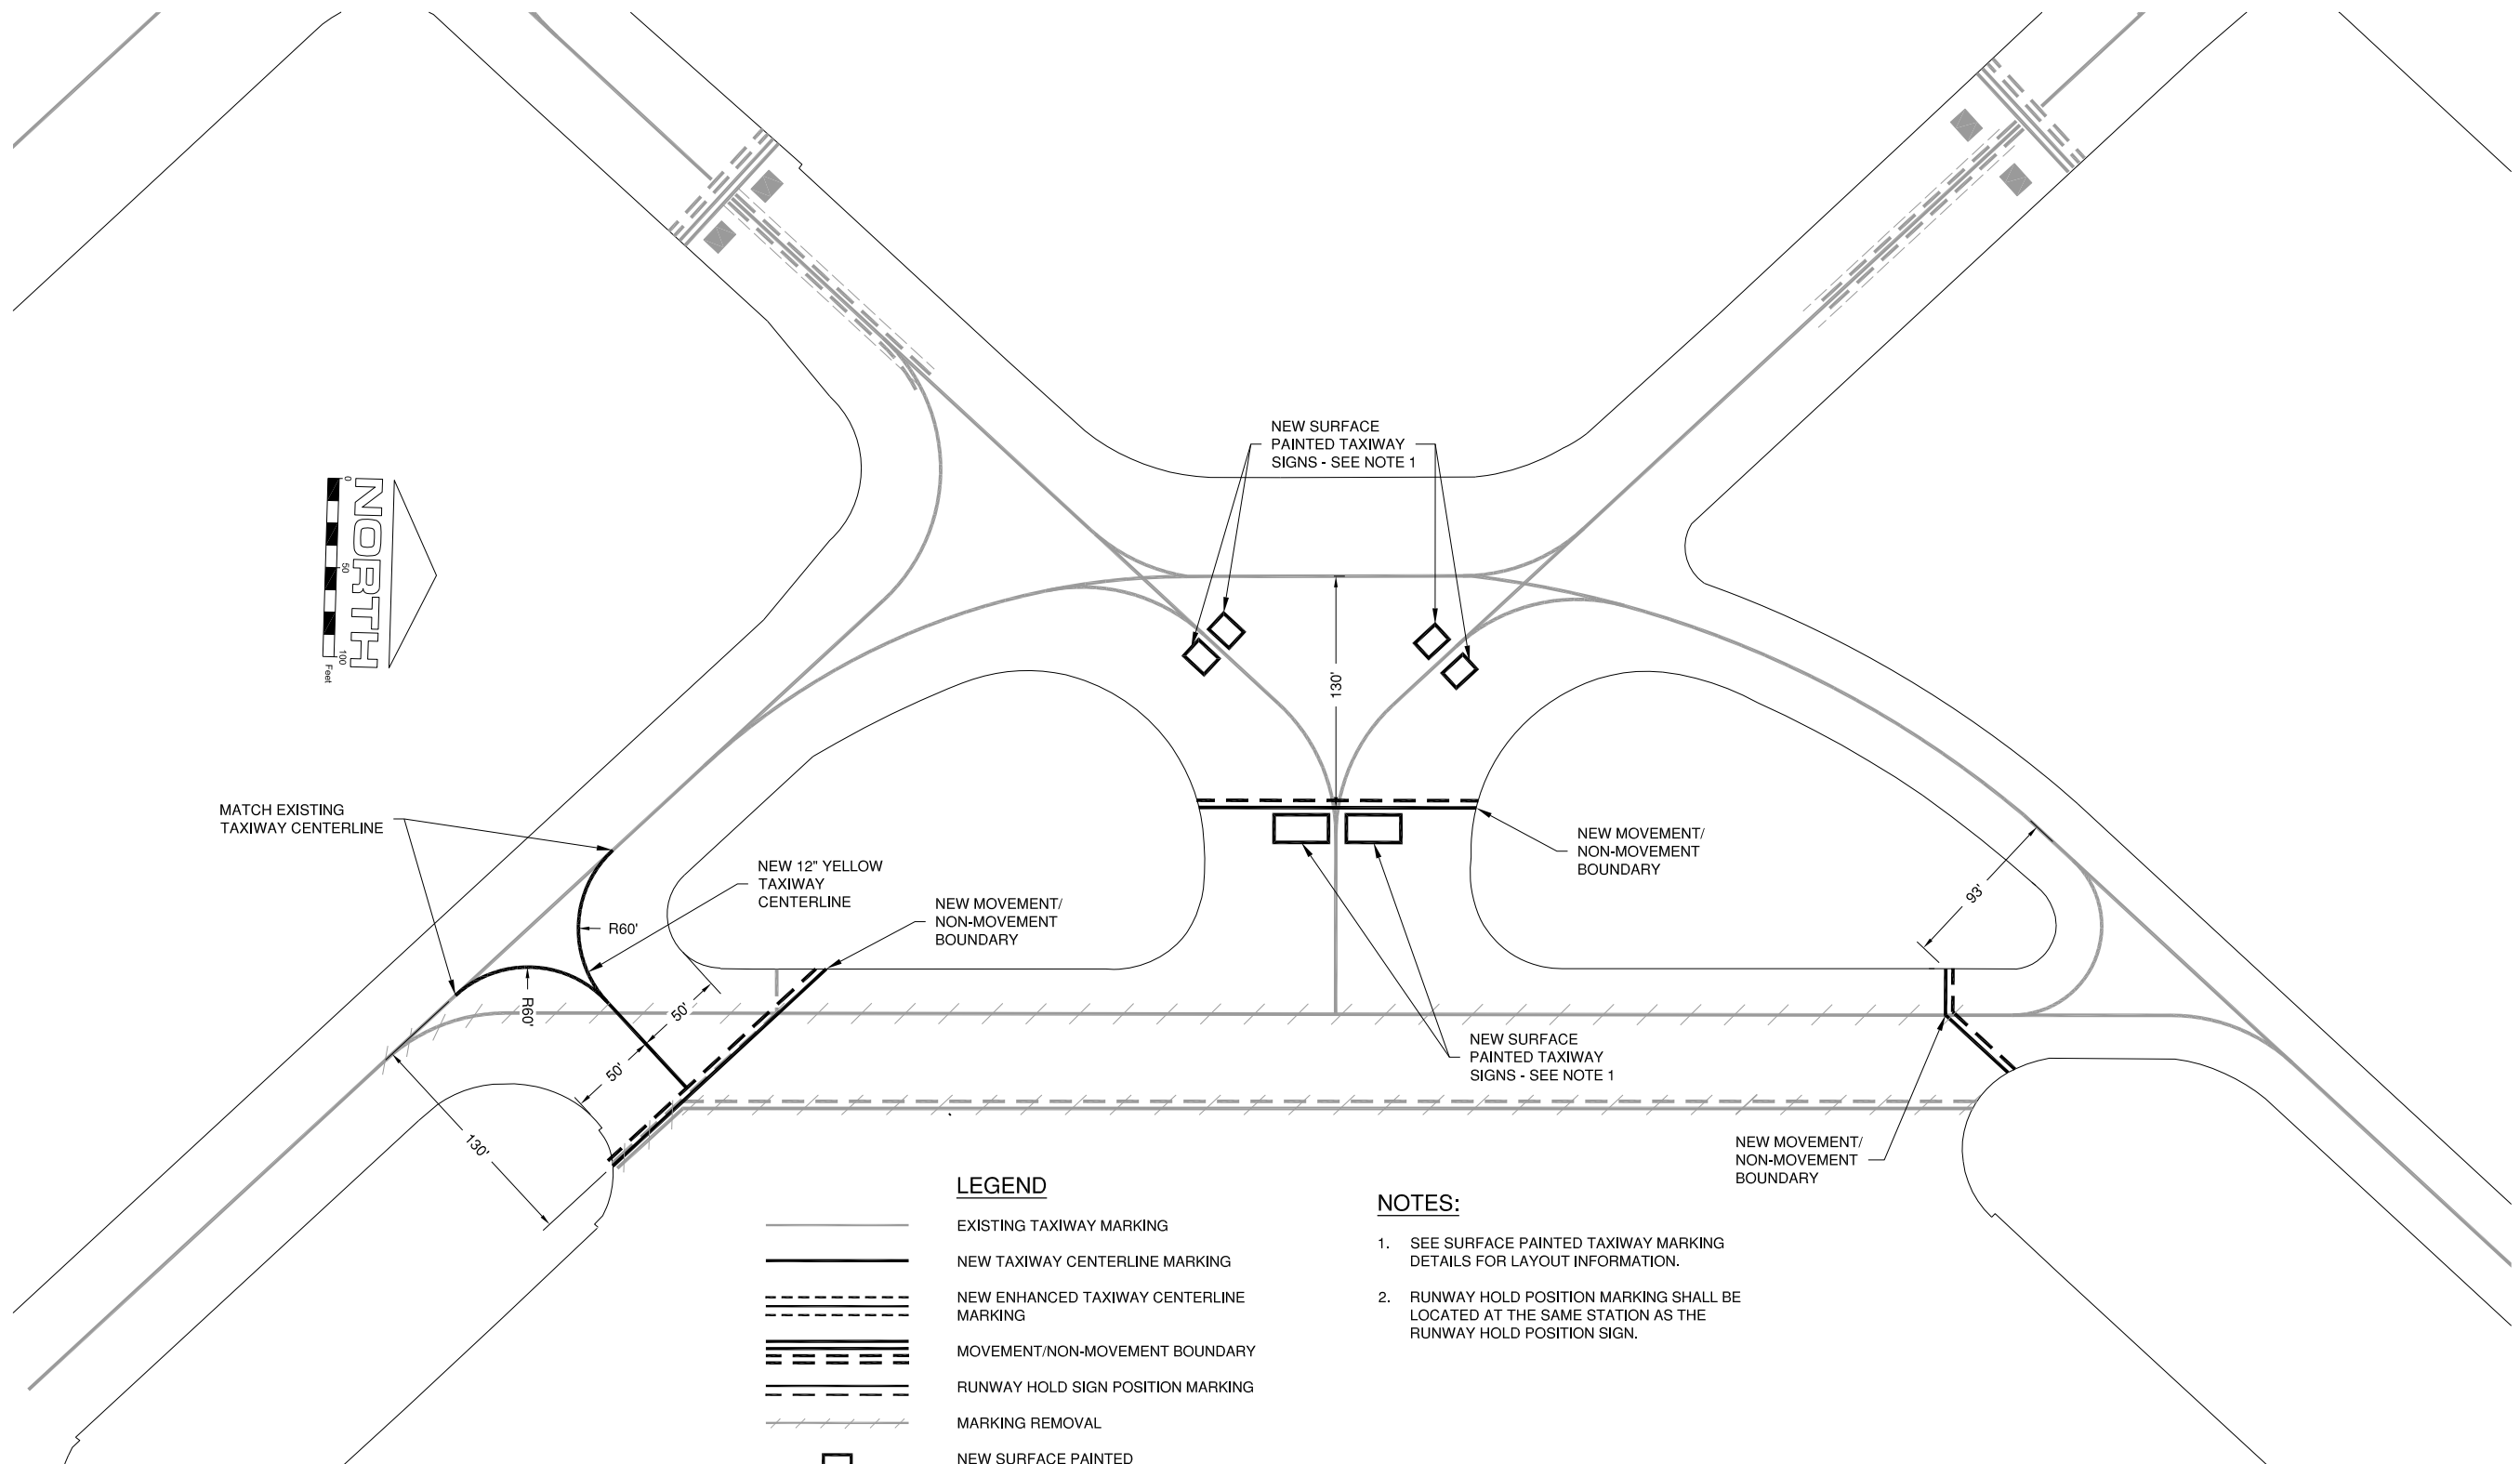 NEW SURFACE
PAINTED TAXIWAY
SIGNS - SEE NOTE 1
NORTH
0
50
100
Feet
130'
MATCH EXISTING
TAXIWAY CENTERLINE
NEW 12" YELLOW
TAXIWAY
CENTERLINE
NEW MOVEMENT/
NON-MOVEMENT
BOUNDARY
NEW MOVEMENT/
NON-MOVEMENT
BOUNDARY
93'
R60'
R60'
50'
50'
130'
NEW SURFACE
PAINTED TAXIWAY
SIGNS - SEE NOTE 1
NEW MOVEMENT/
NON-MOVEMENT
BOUNDARY
LEGEND
EXISTING TAXIWAY MARKING
NEW TAXIWAY CENTERLINE MARKING
NEW ENHANCED TAXIWAY CENTERLINE
MARKING
MOVEMENT/NON-MOVEMENT BOUNDARY
RUNWAY HOLD SIGN POSITION MARKING
MARKING REMOVAL
NEW SURFACE PAINTED
NOTES:
1. SEE SURFACE PAINTED TAXIWAY MARKING
DETAILS FOR LAYOUT INFORMATION.
2. RUNWAY HOLD POSITION MARKING SHALL BE
LOCATED AT THE SAME STATION AS THE
RUNWAY HOLD POSITION SIGN.